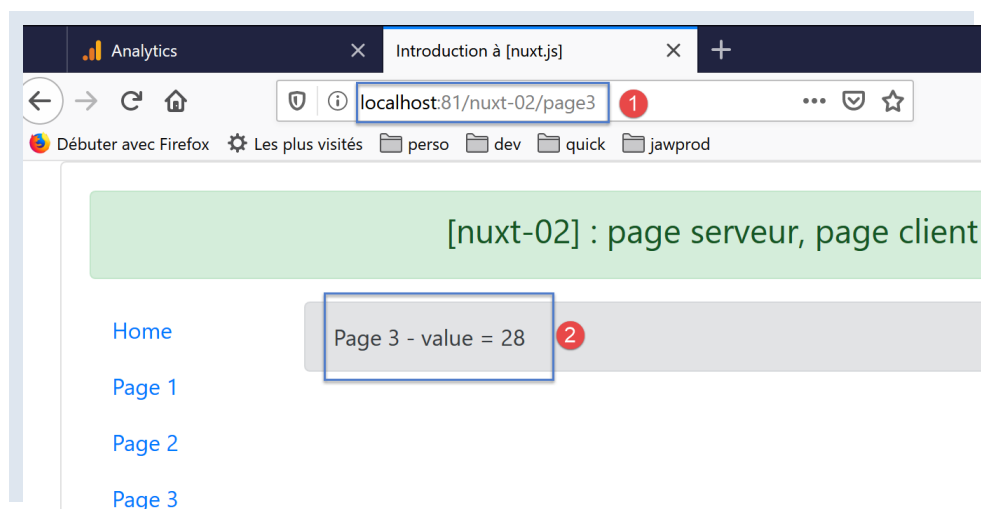 Analytics
Introduction à [nuxt.js]
localhost:81/nuxt-02/page3 1
Débuter avec Firefox Les plus visités perso dev quick jawprod
[nuxt-02] : page serveur, page client
Home
Page 3 - value = 28 2
Page 1
Page 2
Page 3